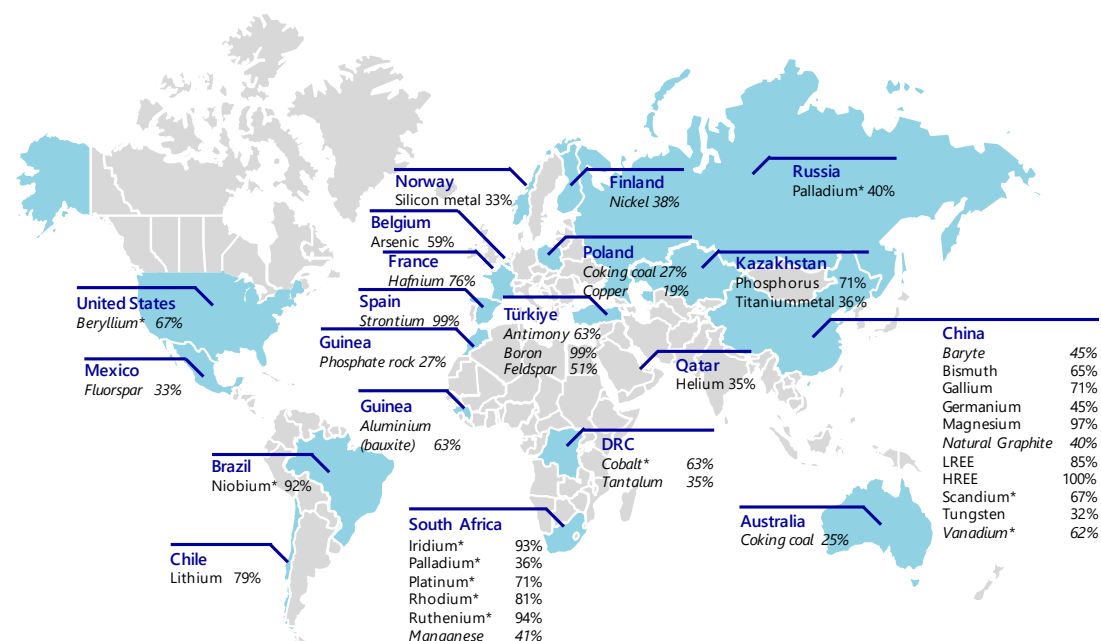 Norway
Silicon metal 33%
Finland
Nickel 38%
Russia
Palladium* 40%
Belgium
Arsenic 59%
France
Hafnium 76%
Poland
Coking coal 27%
Copper 19%
Kazakhstan
Phosphorus 71%
Titaniummetal 36%
United States
Beryllium* 67%
Spain
Strontium 99%
Türkiye
Antimony 63%
Boron 99%
Feldspar 51%
Guinea
Phosphate rock 27%
Mexico
Fluorspar 33%
Qatar
Helium 35%
China
Baryte 45%
Bismuth 65%
Gallium 71%
Germanium 45%
Magnesium 97%
Natural Graphite 40%
LREE 85%
HREE 100%
Scandium* 67%
Tungsten 32%
Vanadium* 62%
Guinea
Aluminium
(bauxite) 63%
DRC
Cobalt* 63%
Tantalum 35%
Brazil
Niobium* 92%
South Africa
Iridium* 93%
Palladium* 36%
Platinum* 71%
Rhodium* 81%
Ruthenium* 94%
Manganese 41%
Australia
Coking coal 25%
Chile
Lithium 79%